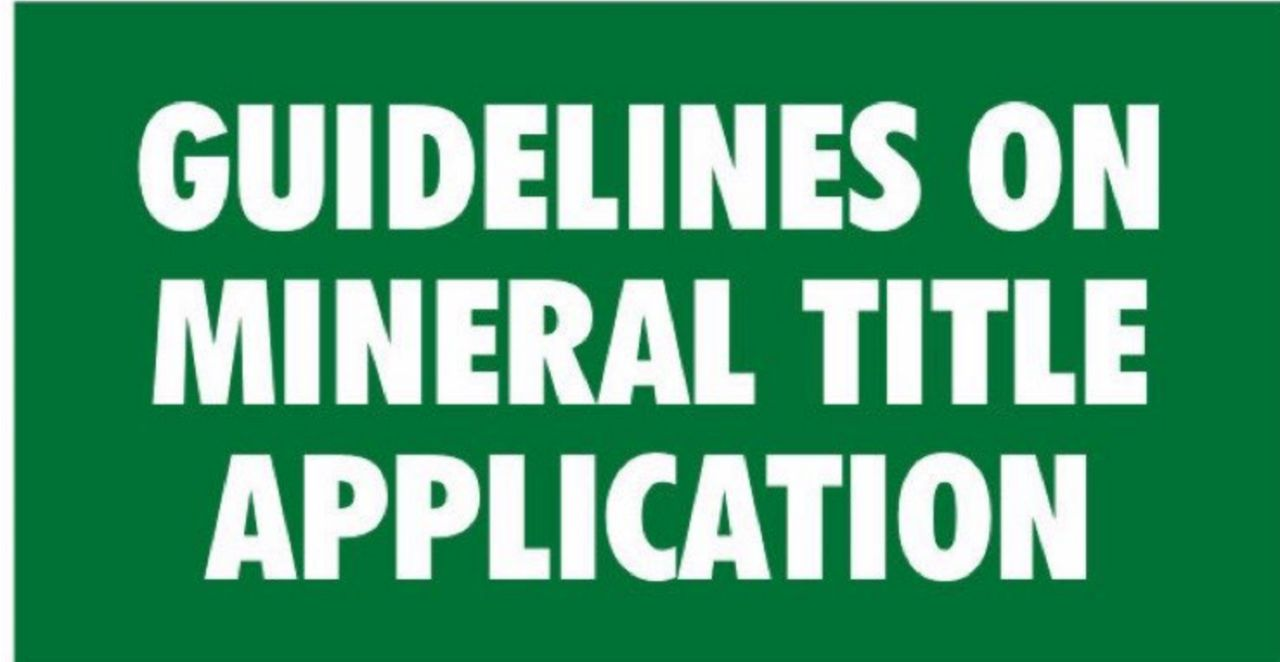 GUIDELINES ON
MINERAL TITLE
APPLICATION